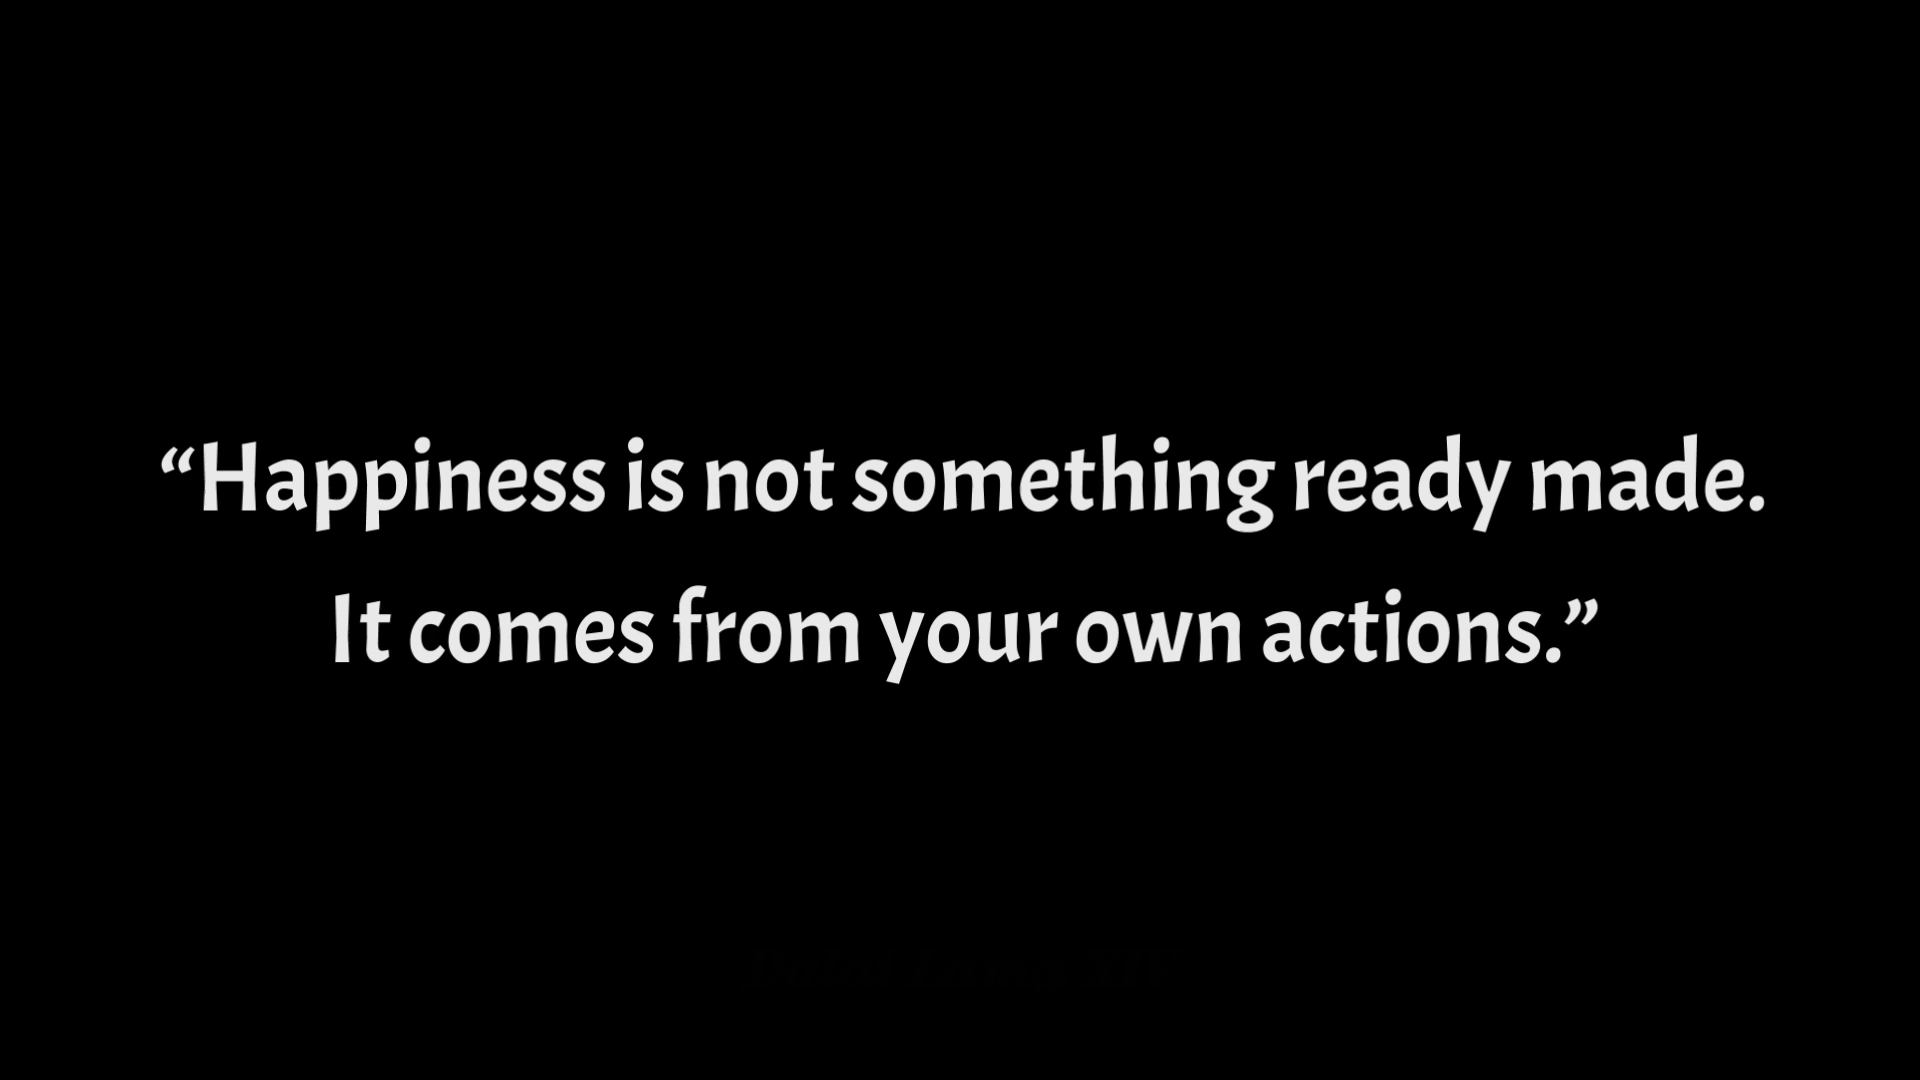 “Happiness is not something ready made.
It comes from your own actions.”